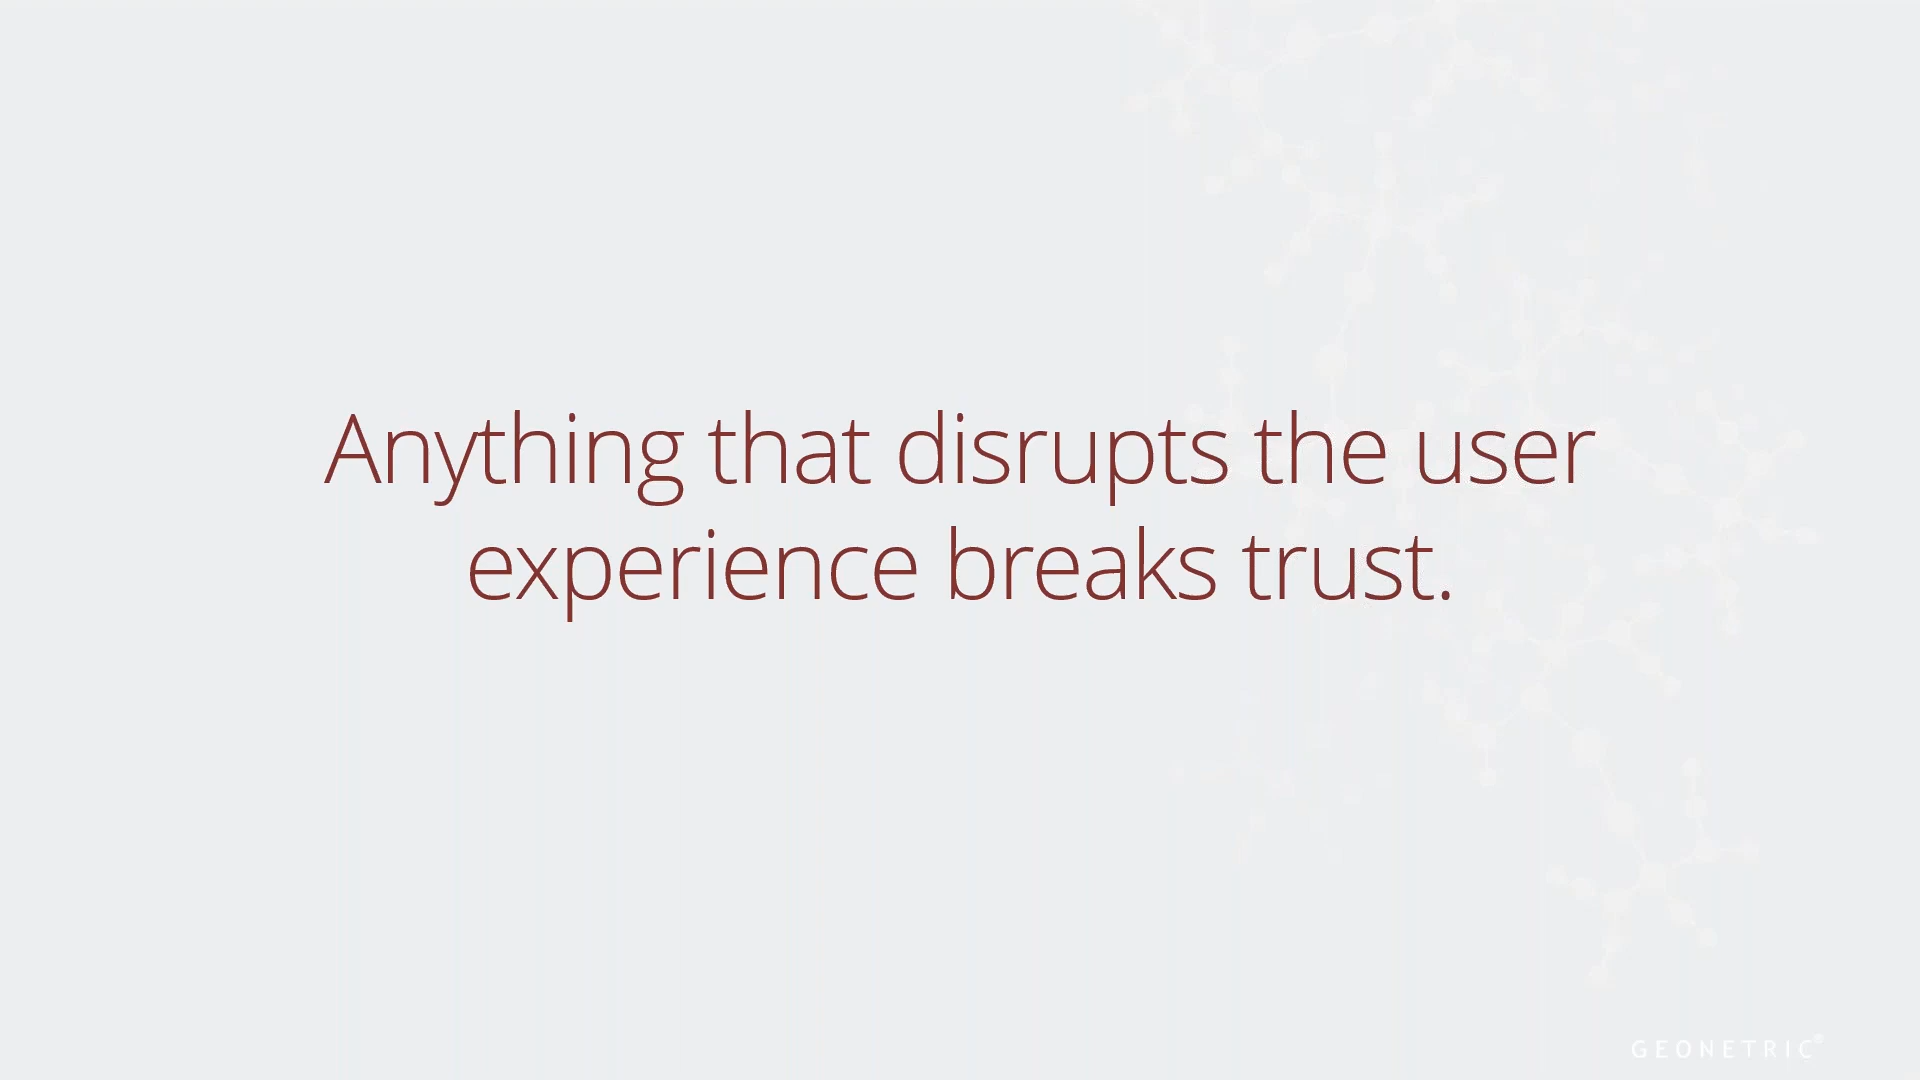 Anything that disrupts the user
experience breaks trust.
GEONETRIC®